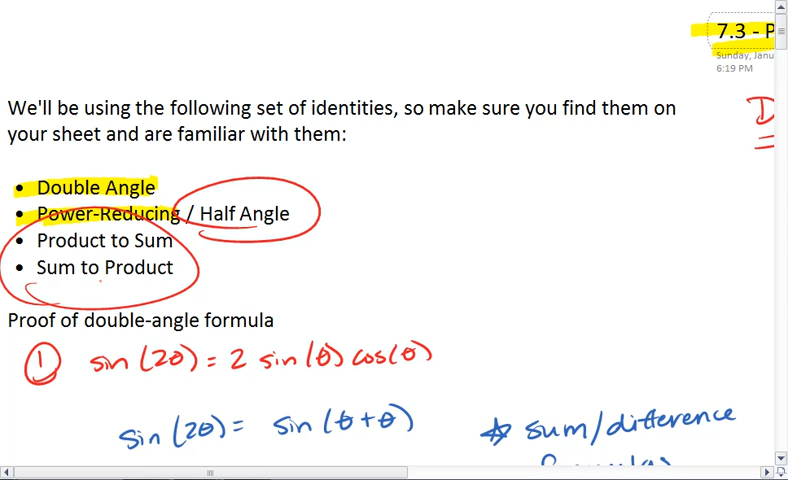 7.3 - P
Sunday, Janu
6:19 PM
We'll be using the following set of identities, so make sure you find them on
your sheet and are familiar with them:
• Double Angle
• Power-Reducing / Half Angle
• Product to Sum
• Sum to Product
Proof of double-angle formula
① sin(2θ) = 2 sin(θ) cos(θ)
sin(2θ) = sin(θ+θ) ☆ sum/difference
formulas